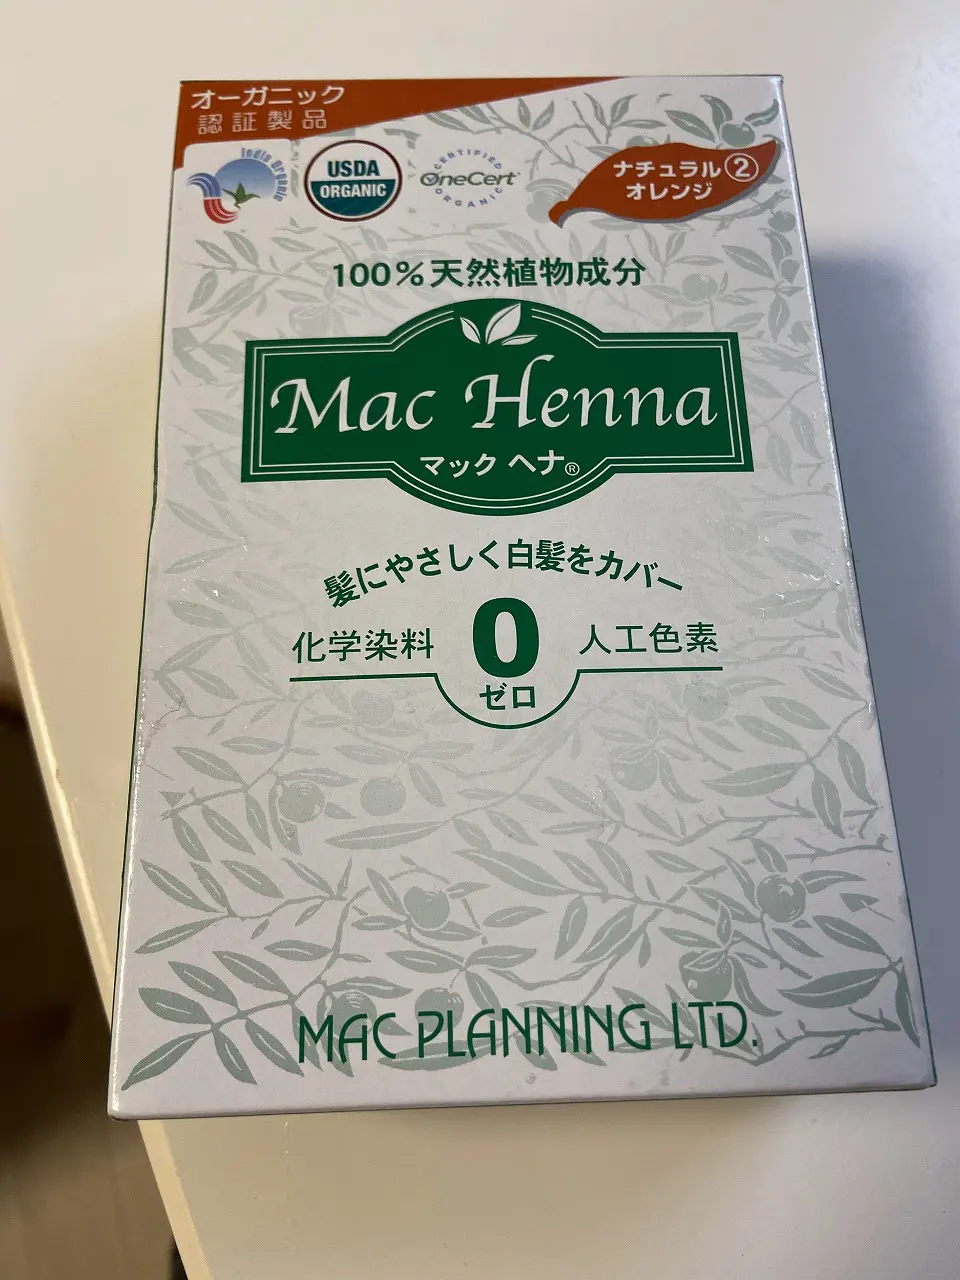 オーガニック
認証製品
India Organic
USDA
ORGANIC
CERTIFIED
OneCert
ORGANIC
ナチュラル②
オレンジ
100%天然植物成分
Mac Henna
マック ヘナ®
髪にやさしく白髪をカバー
化学染料 0 人工色素
ゼロ
MAC PLANNING LTD.